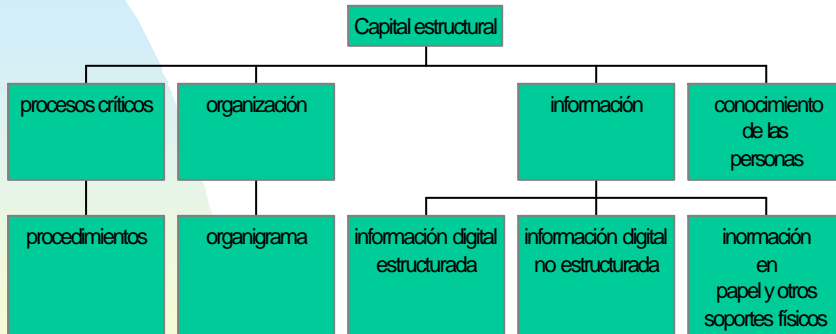 Capital estructural
procesos críticos
organización
información
conocimiento
de las
personas
procedimientos
organigrama
información digital
estructurada
información digital
no estructurada
inormación
en
papel y otros
soportes físicos